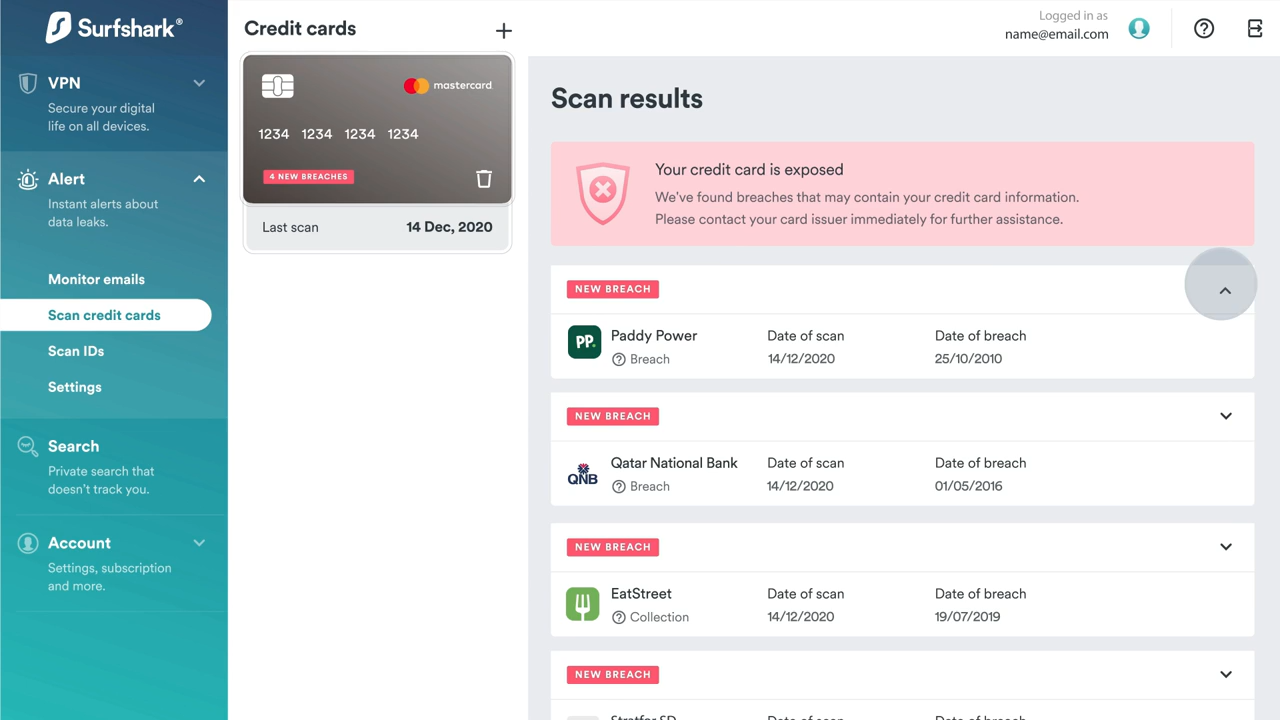 Surfshark®
VPN
Secure your digital
life on all devices.
Alert
Instant alerts about
data leaks.
Monitor emails
Scan credit cards
Scan IDs
Settings
Search
Private search that
doesn't track you.
Account
Settings, subscription
and more.
Credit cards
+
mastercard
1234 1234 1234 1234
4 NEW BREACHES
Last scan 14 Dec, 2020
Logged in as
name@email.com
Scan results
Your credit card is exposed
We've found breaches that may contain your credit card information.
Please contact your card issuer immediately for further assistance.
NEW BREACH
PP.
Paddy Power Date of scan Date of breach
Breach 14/12/2020 25/10/2010
NEW BREACH
QNB
Qatar National Bank Date of scan Date of breach
Breach 14/12/2020 01/05/2016
NEW BREACH
EatStreet Date of scan Date of breach
Collection 14/12/2020 19/07/2019
NEW BREACH
Date of scan Date of breach